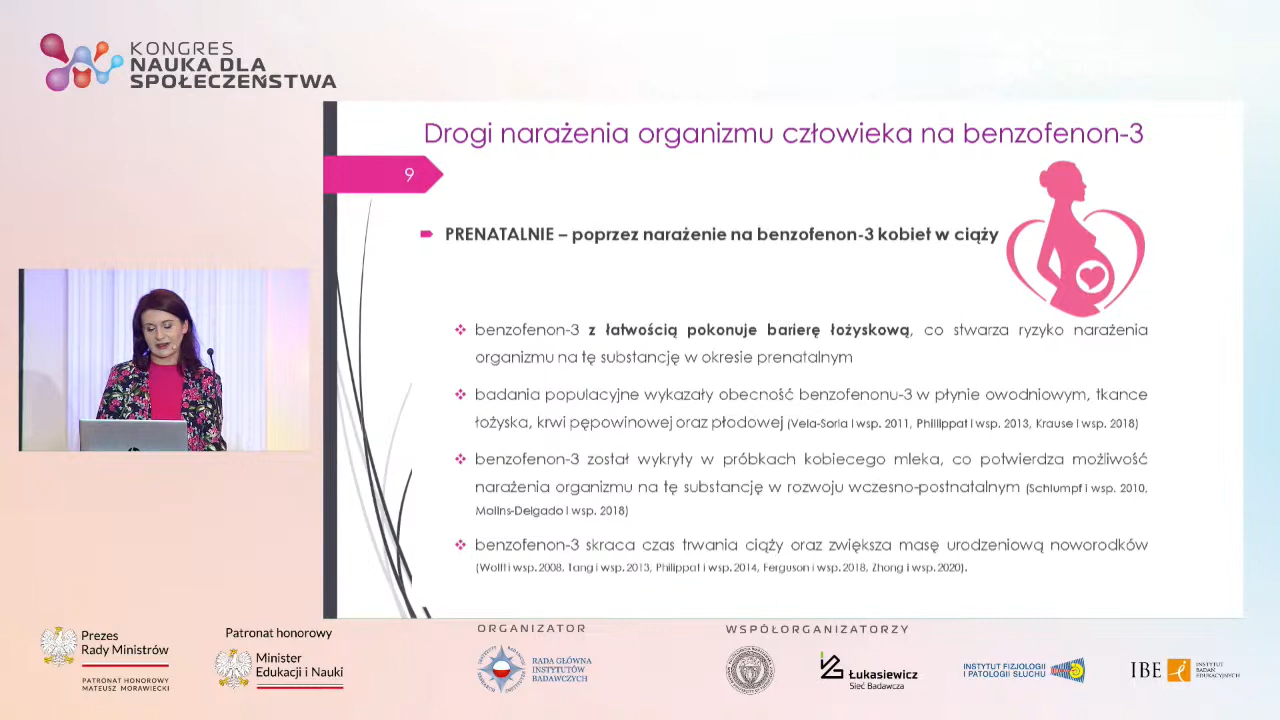 KONGRES
NAUKA DLA
SPOŁECZEŃSTWA
Drogi narażenia organizmu człowieka na benzofenon-3
9
PRENATALNIE – poprzez narażenie na benzofenon-3 kobiet w ciąży
benzofenon-3 z łatwością pokonuje barierę łożyskową, co stwarza ryzyko narażenia
organizmu na tę substancję w okresie prenatalnym
badania populacyjne wykazały obecność benzofenonu-3 w płynie owodniowym, tkance
łożyska, krwi pępowinowej oraz płodowej (Vela-Soria i wsp. 2011, Phillippat i wsp. 2013, Krause i wsp. 2018)
benzofenon-3 został wykryty w próbkach kobiecego mleka, co potwierdza możliwość
narażenia organizmu na tę substancję w rozwoju wczesno-postnatalnym (Schlumpf i wsp. 2010,
Molins-Delgado i wsp. 2018)
benzofenon-3 skraca czas trwania ciąży oraz zwiększa masę urodzeniową noworodków
(Wolff i wsp. 2008, Tang i wsp. 2013, Philippat i wsp. 2014, Ferguson i wsp. 2018, Zhong i wsp. 2020).
Prezes
Rady Ministrów
PATRONAT HONOROWY
MATEUSZ MORAWIECKI
Patronat honorowy
Minister
Edukacji i Nauki
ORGANIZATOR
RADA GŁÓWNA
INSTYTUTÓW
BADAWCZYCH
WSPÓŁORGANIZATORZY
Łukasiewicz
Sieć Badawcza
INSTYTUT FIZJOLOGII
I PATOLOGII SŁUCHU
IBE
INSTYTUT
BADAŃ
EDUKACYJNYCH